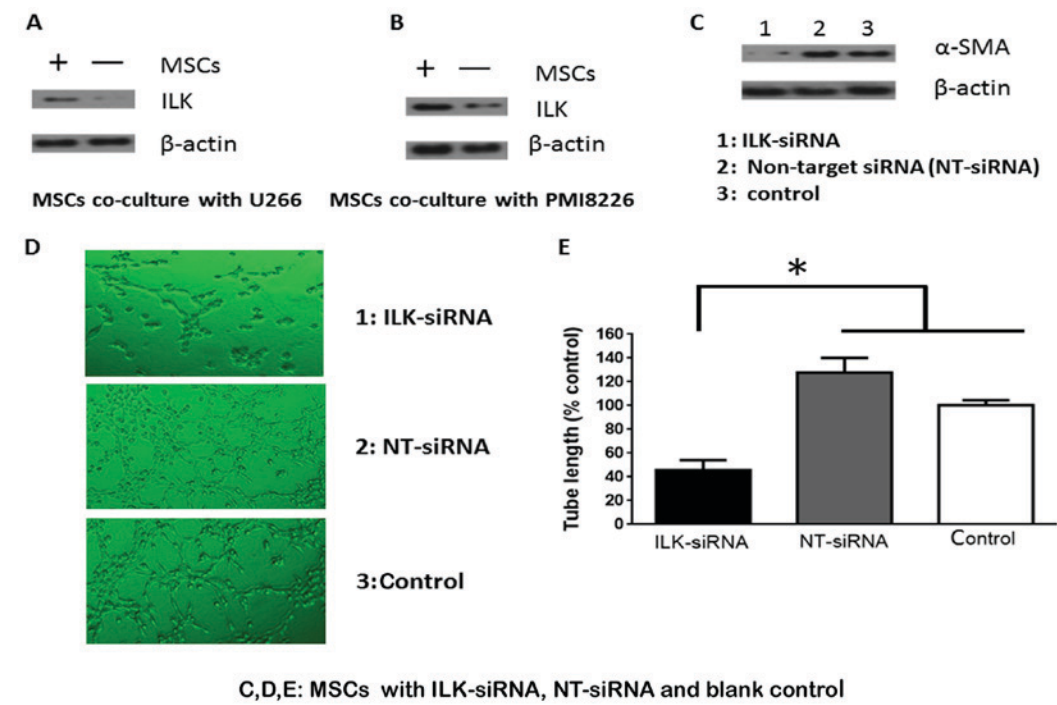 A
+ — MSCs
ILK
β-actin
MSCs co-culture with U266
B
+ — MSCs
ILK
β-actin
MSCs co-culture with PMI8226
C
1 2 3
α-SMA
β-actin
1: ILK-siRNA
2: Non-target siRNA (NT-siRNA)
3: control
D
1: ILK-siRNA
2: NT-siRNA
3:Control
E
*
Tube length (% control)
160
140
120
100
80
60
40
20
0
ILK-siRNA NT-siRNA Control
C,D,E: MSCs with ILK-siRNA, NT-siRNA and blank control